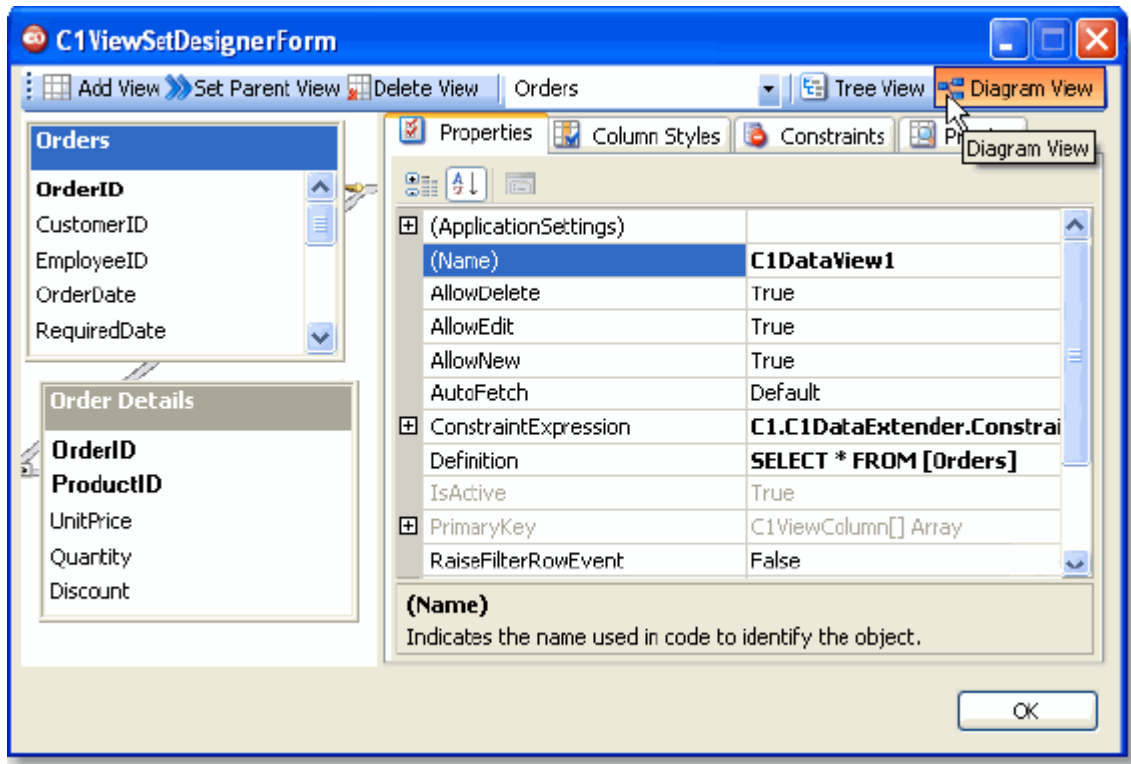 C1ViewSetDesignerForm
Add View Set Parent View Delete View Orders Tree View Diagram View
Diagram View
Properties Column Styles Constraints
Orders
OrderID
CustomerID
EmployeeID
OrderDate
RequiredDate
Order Details
OrderID
ProductID
UnitPrice
Quantity
Discount
(ApplicationSettings)
(Name) C1DataView1
AllowDelete True
AllowEdit True
AllowNew True
AutoFetch Default
ConstraintExpression C1.C1DataExtender.Constrai
Definition SELECT * FROM [Orders]
IsActive True
PrimaryKey C1ViewColumn[] Array
RaiseFilterRowEvent False
(Name)
Indicates the name used in code to identify the object.
OK